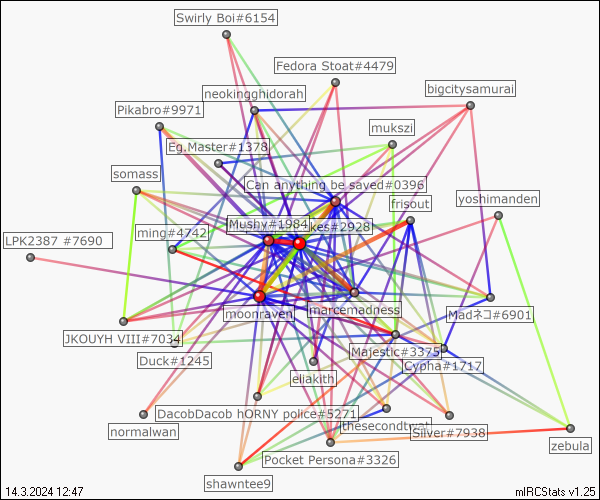 Swirly Boi#6154
Fedora Stoat#4479
neokingghidorah
bigcitysamurai
Pikabro#9971
mukszi
Eg.Master#1378
somass
Can anything be saved#0396
yoshimanden
frisout
Mushy#1984
kes#2928
ming#4742
LPK2387 #7690
moonraven
marcemadness
Madネコ#6901
JKOUYH VIII#7034
Majestic#3375
Duck#1245
Cypha#1717
eliakith
DacobDacob hORNY police#5271
thesecondtwat
normalwan
Silver#7938
zebula
Pocket Persona#3326
shawntee9
14.3.2024 12:47
mIRCStats v1.25